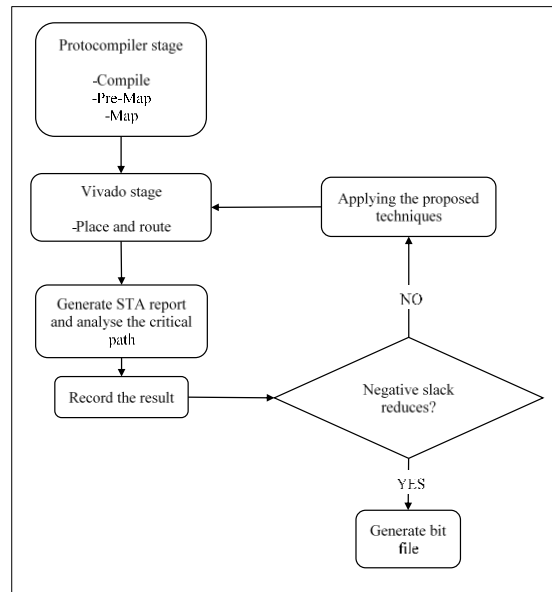 Protocompiler stage
-Compile
-Pre-Map
-Map
Vivado stage
-Place and route
Applying the proposed
techniques
Generate STA report
and analyse the critical
path
NO
Record the result
Negative slack
reduces?
YES
Generate bit
file